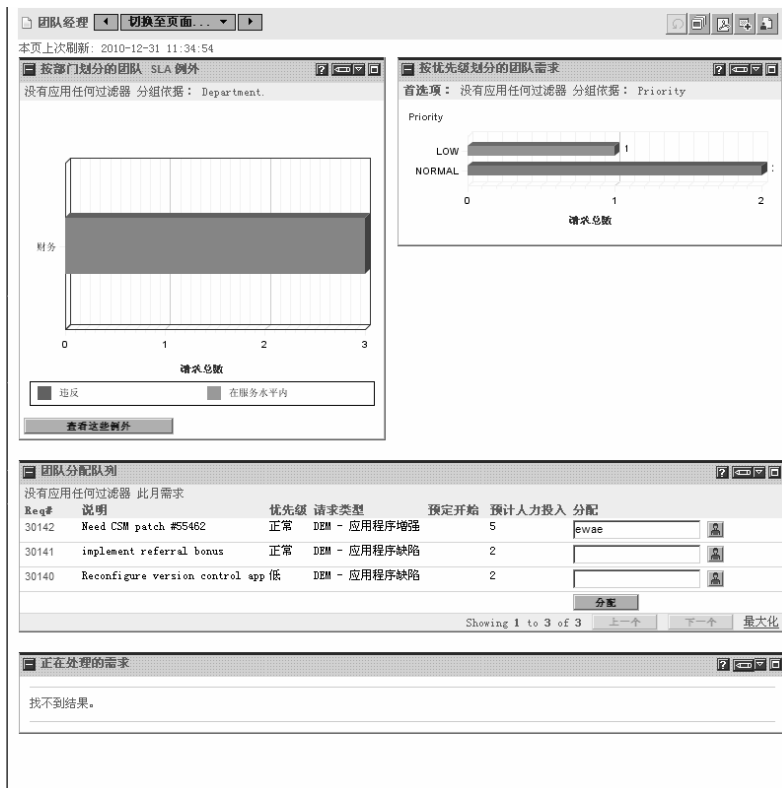 团队经理 切换至页面...
本页上次刷新: 2010-12-31 11:34:54
按部门划分的团队 SLA 例外
没有应用任何过滤器 分组依据: Department.
财务
0 1 2 3
请求总数
违反 在服务水平内
查看这些例外
按优先级划分的团队需求
首选项: 没有应用任何过滤器 分组依据: Priority
Priority
LOW 1
NORMAL
0 1 2
请求总数
团队分配队列
没有应用任何过滤器 此月需求
Req# 说明 优先级 请求类型 预定开始 预计人力投入 分配
30142 Need CSM patch #55462 正常 DEM - 应用程序增强 5 ewae
30141 implement referral bonus 正常 DEM - 应用程序缺陷 2
30140 Reconfigure version control app 低 DEM - 应用程序缺陷 2
分配
Showing 1 to 3 of 3 上一个 下一个 最大化
正在处理的需求
找不到结果。